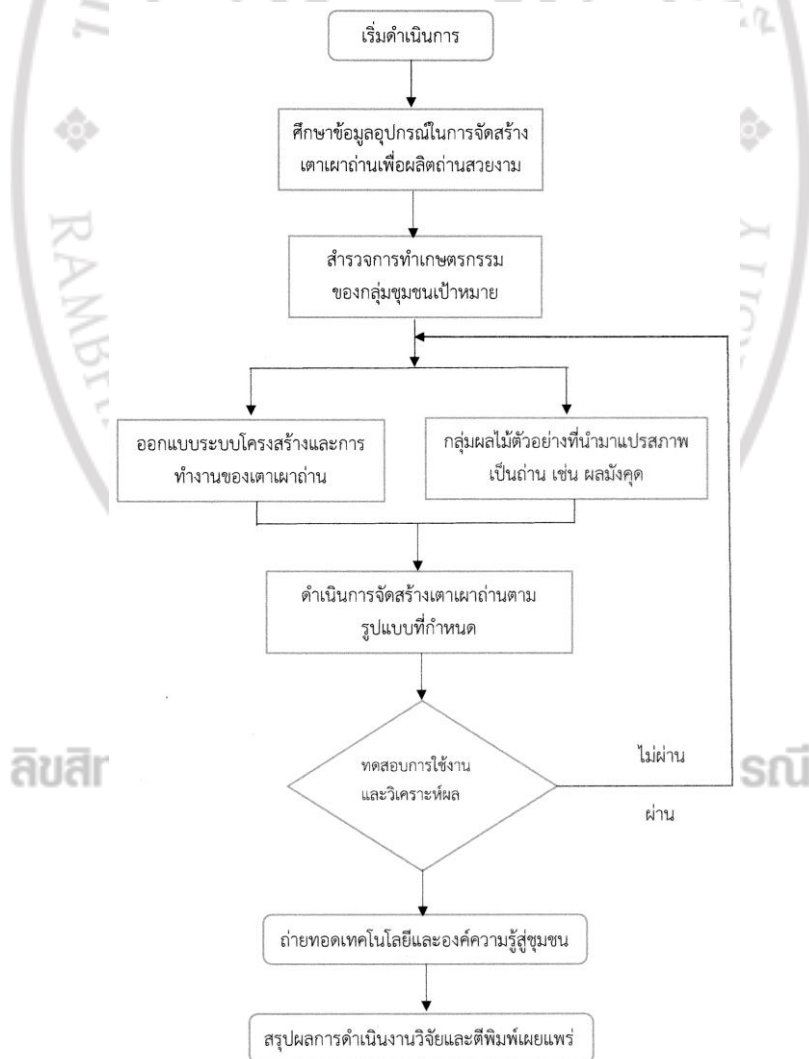 เริ่มดำเนินการ
ศึกษาข้อมูลอุปกรณ์ในการจัดสร้าง
เตาเผาถ่านเพื่อผลิตถ่านสวยงาม
สำรวจการทำเกษตรกรรม
ของกลุ่มชุมชนเป้าหมาย
ออกแบบระบบโครงสร้างและการ
ทำงานของเตาเผาถ่าน
กลุ่มผลไม้ตัวอย่างที่นำมาแปรสภาพ
เป็นถ่าน เช่น ผลมังคุด
ดำเนินการจัดสร้างเตาเผาถ่านตาม
รูปแบบที่กำหนด
ทดสอบการใช้งาน
และวิเคราะห์ผล
ไม่ผ่าน
ผ่าน
ถ่ายทอดเทคโนโลยีและองค์ความรู้สู่ชุมชน
สรุปผลการดำเนินงานวิจัยและตีพิมพ์เผยแพร่